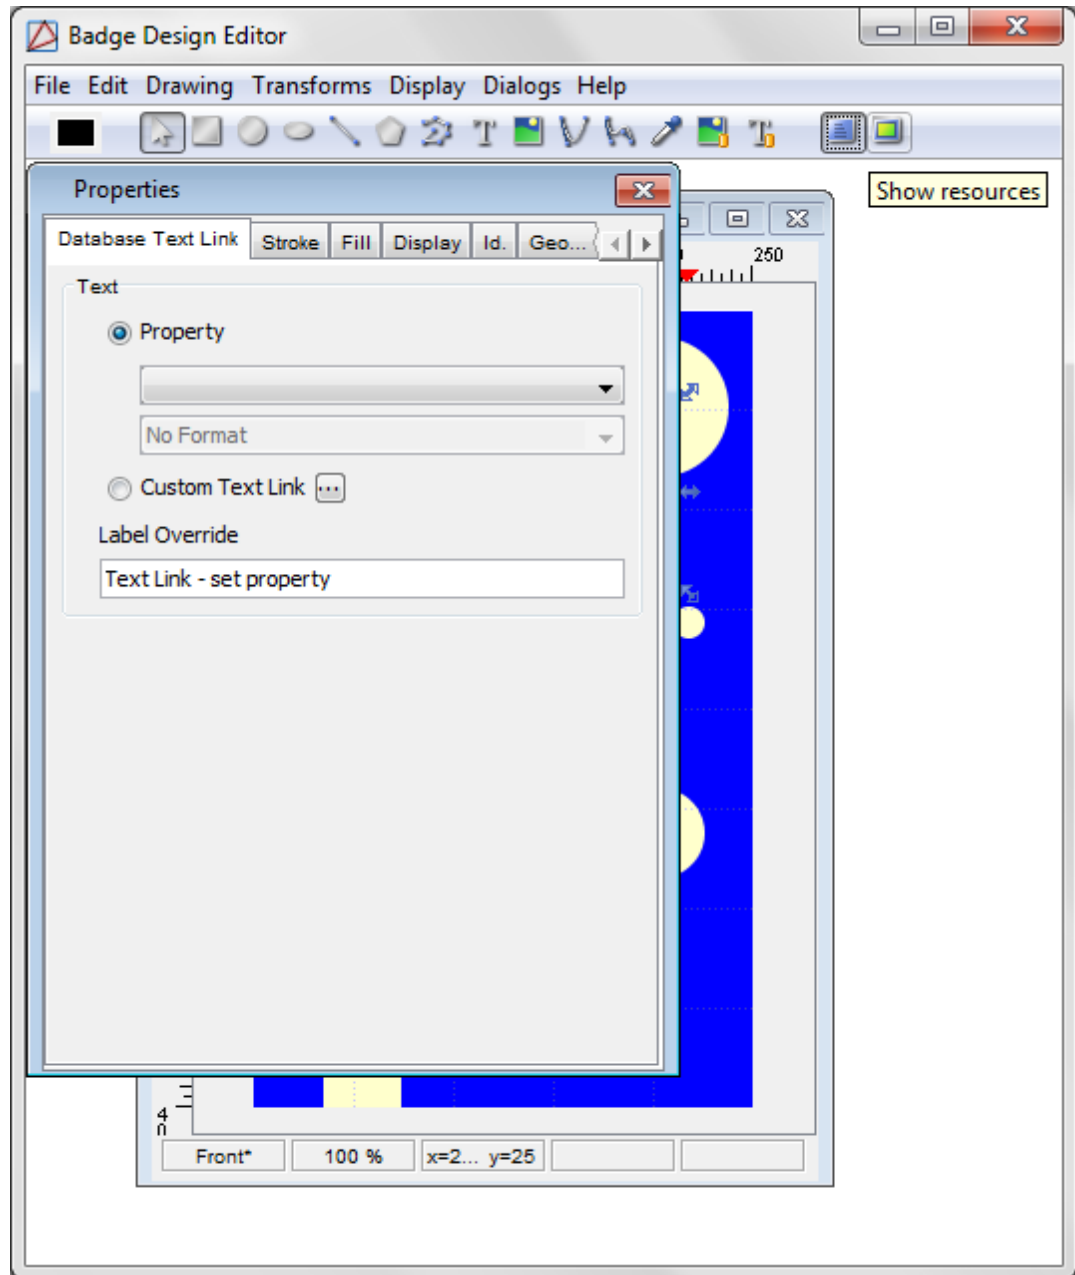 Badge Design Editor
File Edit Drawing Transforms Display Dialogs Help
Show resources
Properties
Database Text Link Stroke Fill Display Id. Geo...
250
Text
Property
No Format
Custom Text Link ...
Label Override
Text Link - set property
4
Front* 100 % x=2... y=25